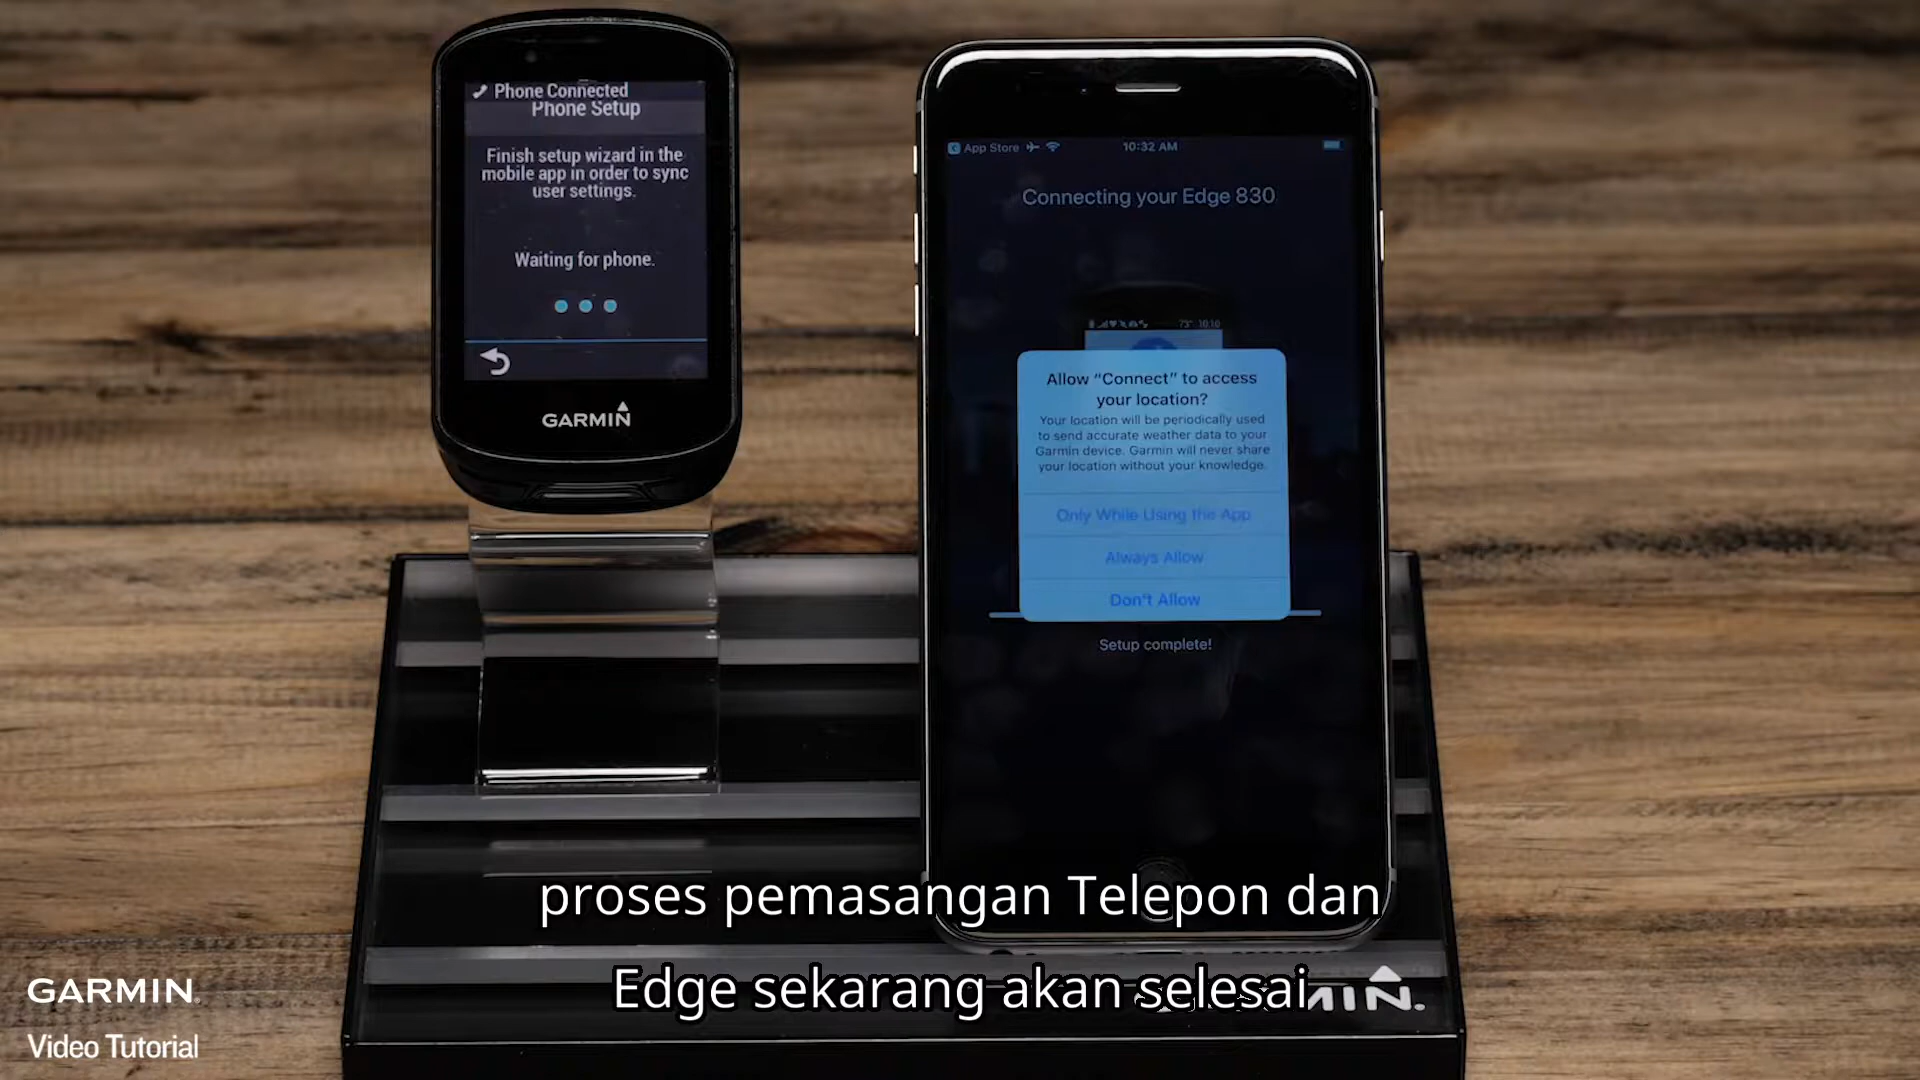 Phone Connected
Phone Setup
Finish setup wizard in the
mobile app in order to sync
user settings.
Waiting for phone.
GARMIN
App Store
10:32 AM
Connecting your Edge 830
73° 10:10
Allow “Connect” to access
your location?
Your location will be periodically used
to send accurate weather data to your
Garmin device. Garmin will never share
your location without your knowledge.
Only While Using the App
Always Allow
Don't Allow
Setup complete!
proses pemasangan Telepon dan
Edge sekarang akan selesai
GARMIN
Video Tutorial